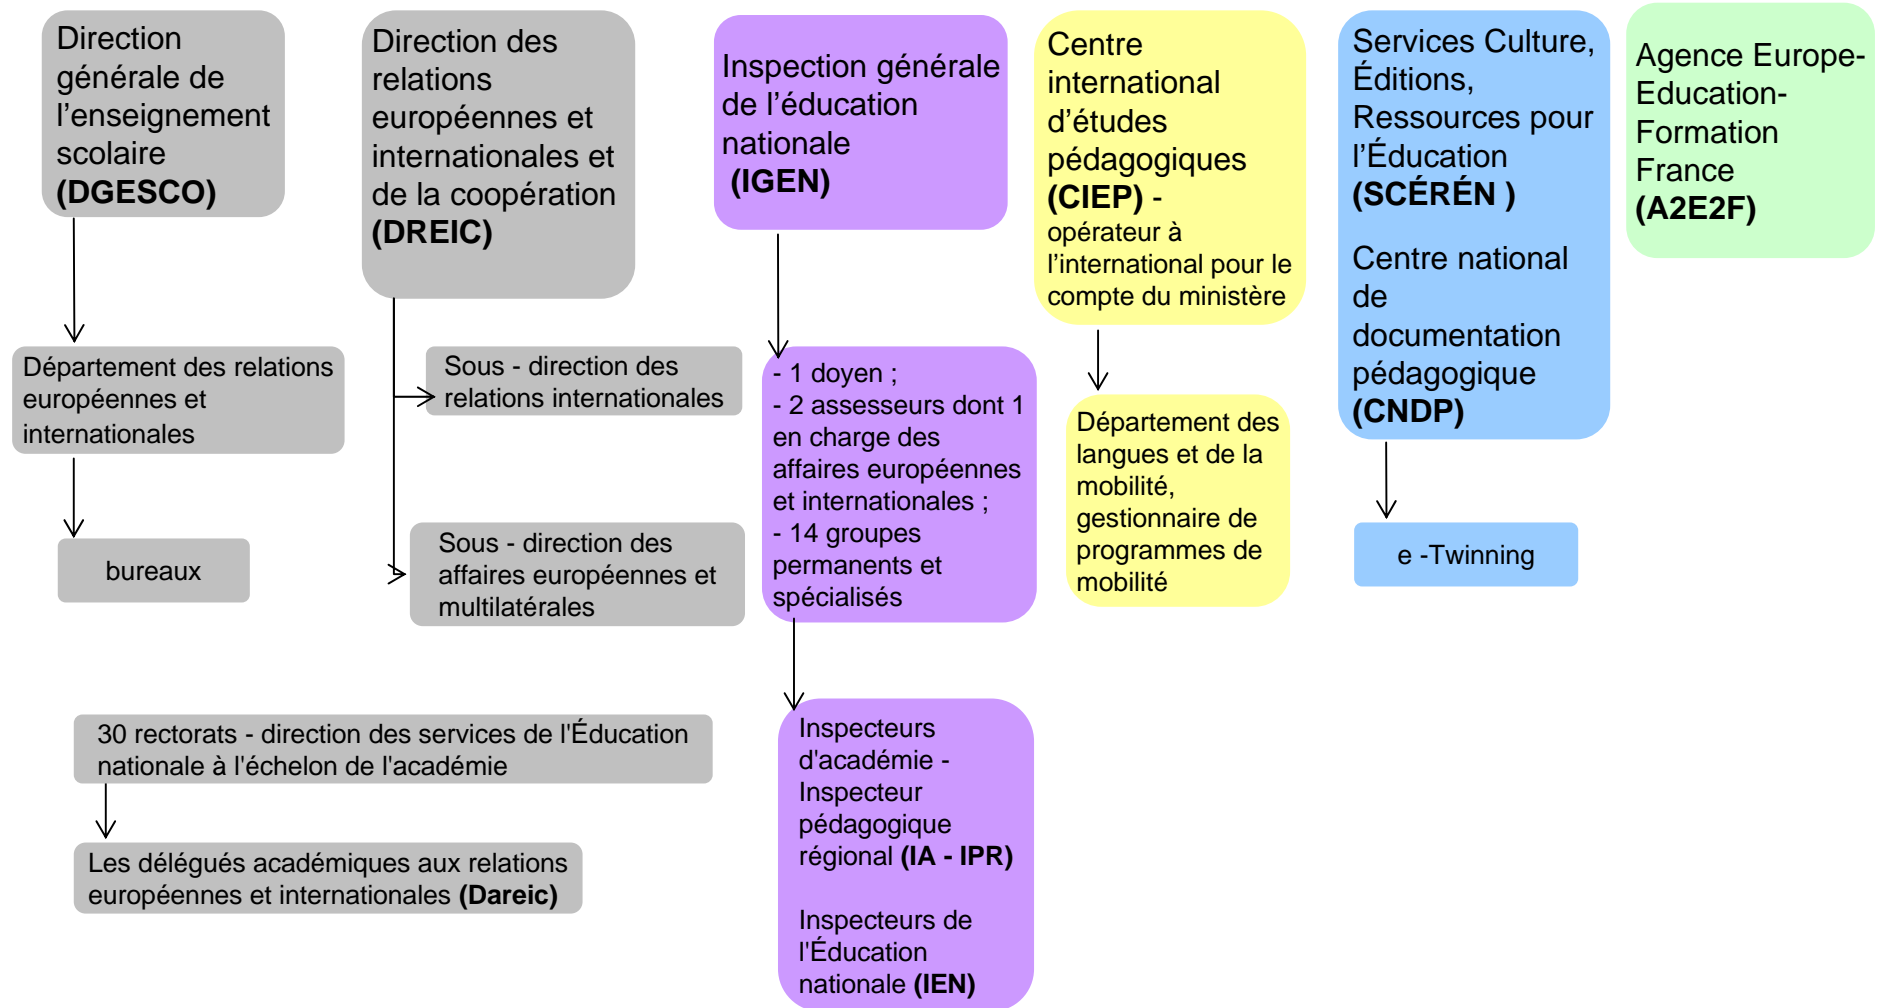 Direction
générale de
l’enseignement
scolaire
(DGESCO)
Département des relations
européennes et
internationales
bureaux
Direction des
relations
européennes et
internationales et
de la coopération
(DREIC)
Sous - direction des
relations internationales
Sous - direction des
affaires européennes et
multilatérales
Inspection générale
de l’éducation
nationale
(IGEN)
- 1 doyen ;
- 2 assesseurs dont 1
en charge des
affaires européennes
et internationales ;
- 14 groupes
permanents et
spécialisés
Inspecteurs
d'académie -
Inspecteur
pédagogique
régional (IA - IPR)
Inspecteurs de
l'Éducation
nationale (IEN)
Centre
international
d’études
pédagogiques
(CIEP) -
opérateur à
l’international pour le
compte du ministère
Département des
langues et de la
mobilité,
gestionnaire de
programmes de
mobilité
Services Culture,
Éditions,
Ressources pour
l’Éducation
(SCÉRÉN )
Centre national
de
documentation
pédagogique
(CNDP)
e -Twinning
Agence Europe-
Education-
Formation
France
(A2E2F)
30 rectorats - direction des services de l'Éducation
nationale à l'échelon de l'académie
Les délégués académiques aux relations
européennes et internationales (Dareic)